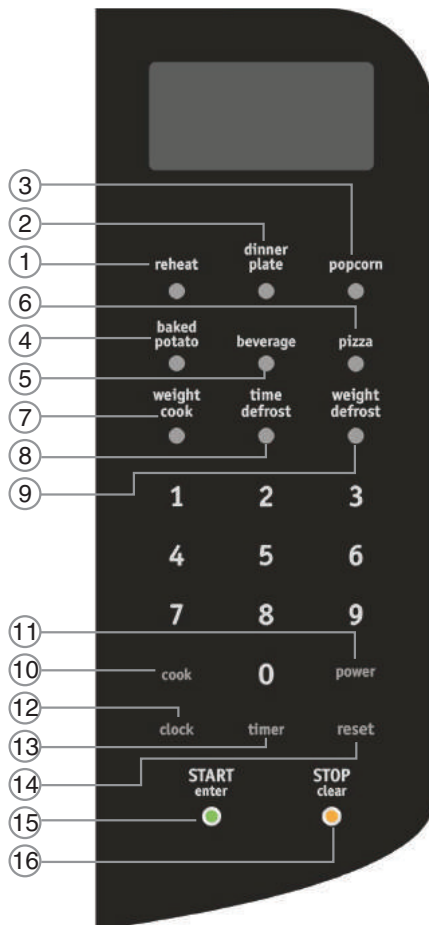 3
2
dinner
1 reheat plate popcorn
6
baked
4 potato beverage pizza
5
weight time weight
7 cook defrost defrost
8
9
1 2 3
4 5 6
7 8 9
11
10 cook 0 power
12
clock timer reset
13
START STOP
14 enter clear
15
16